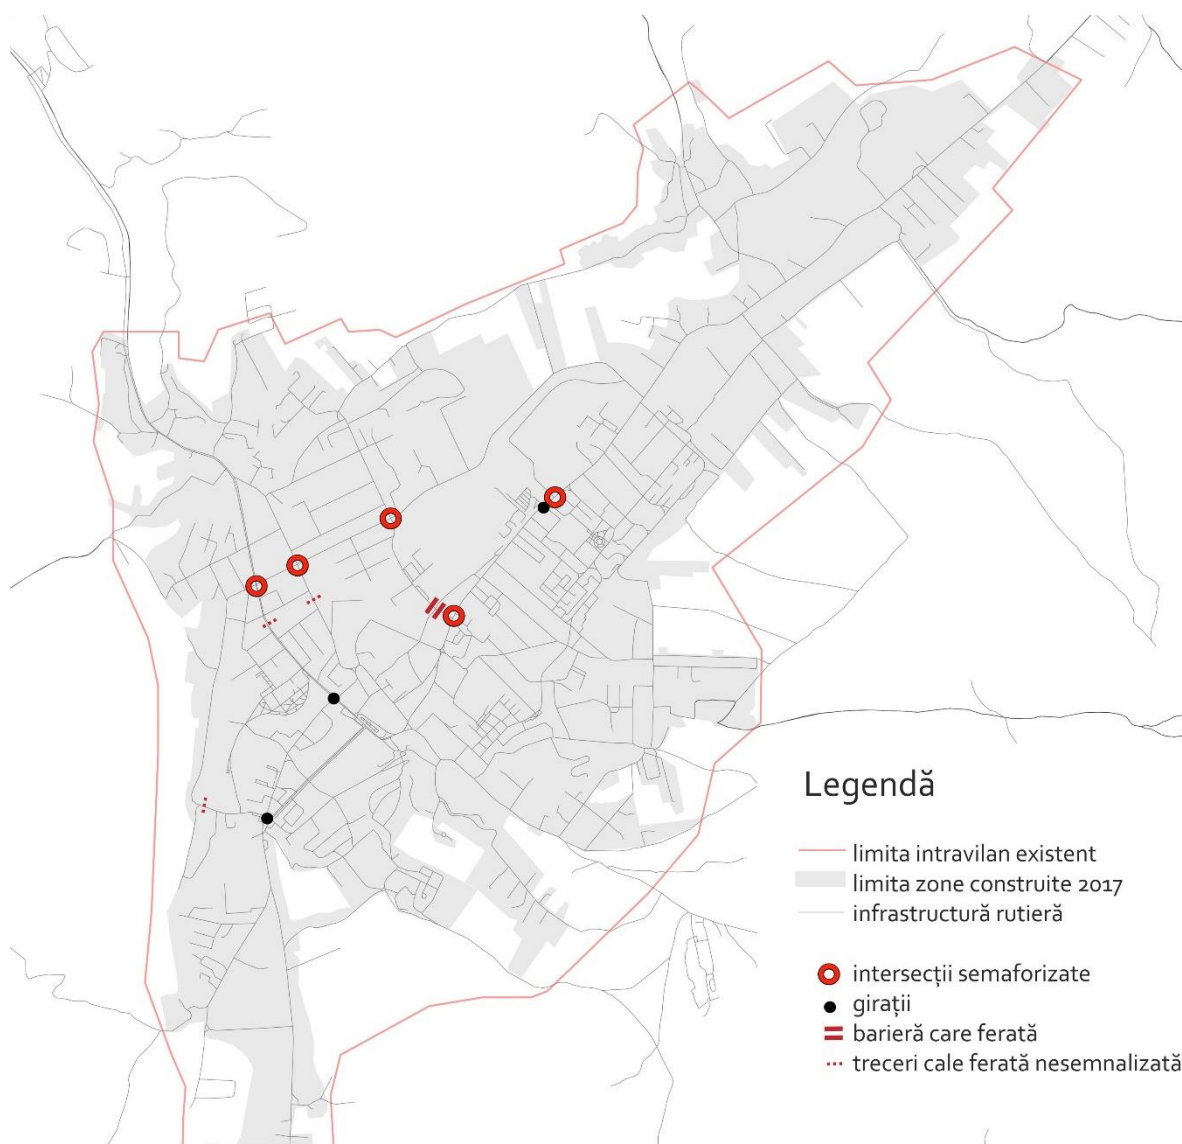 Legendă
limita intravilan existent
limita zone construite 2017
infrastructură rutieră
intersecții semaforizate
girații
barieră care ferată
treceri cale ferată nesemnalizată